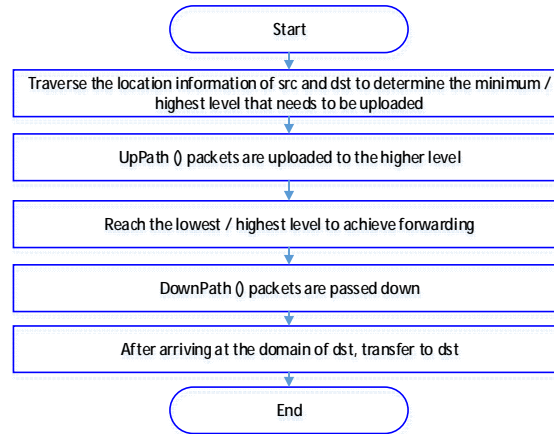 Start
Traverse the location information of src and dst to determine the minimum /
highest level that needs to be uploaded
UpPath () packets are uploaded to the higher level
Reach the lowest / highest level to achieve forwarding
DownPath () packets are passed down
After arriving at the domain of dst, transfer to dst
End